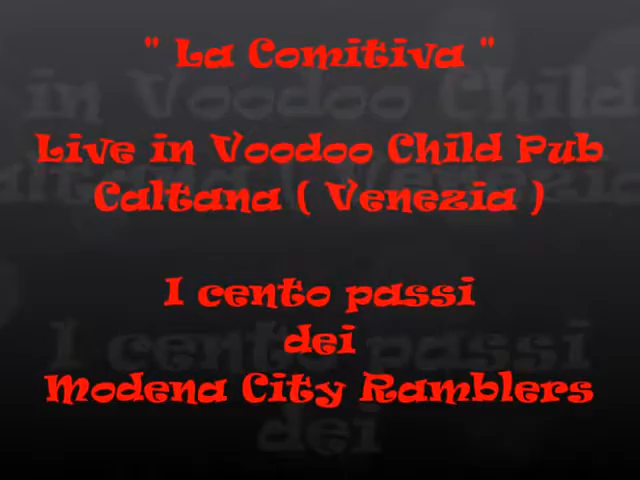 " La Comitiva "
Live in Voodoo Child Pub
Caltana ( Venezia )
I cento passi
dei
Modena City Ramblers